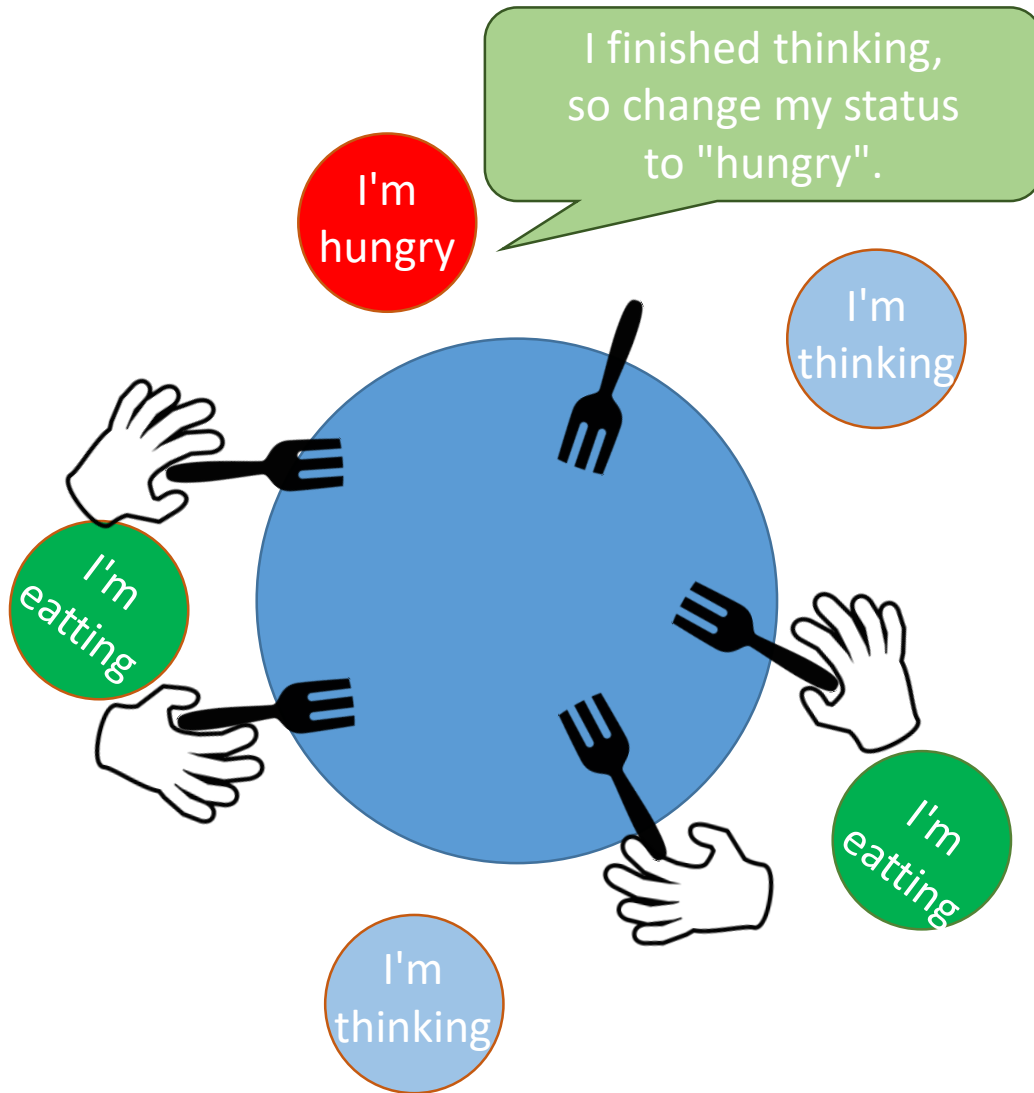 I finished thinking,
so change my status
to "hungry".
I'm
hungry
I'm
thinking
I'm
eatting
I'm
eatting
I'm
thinking